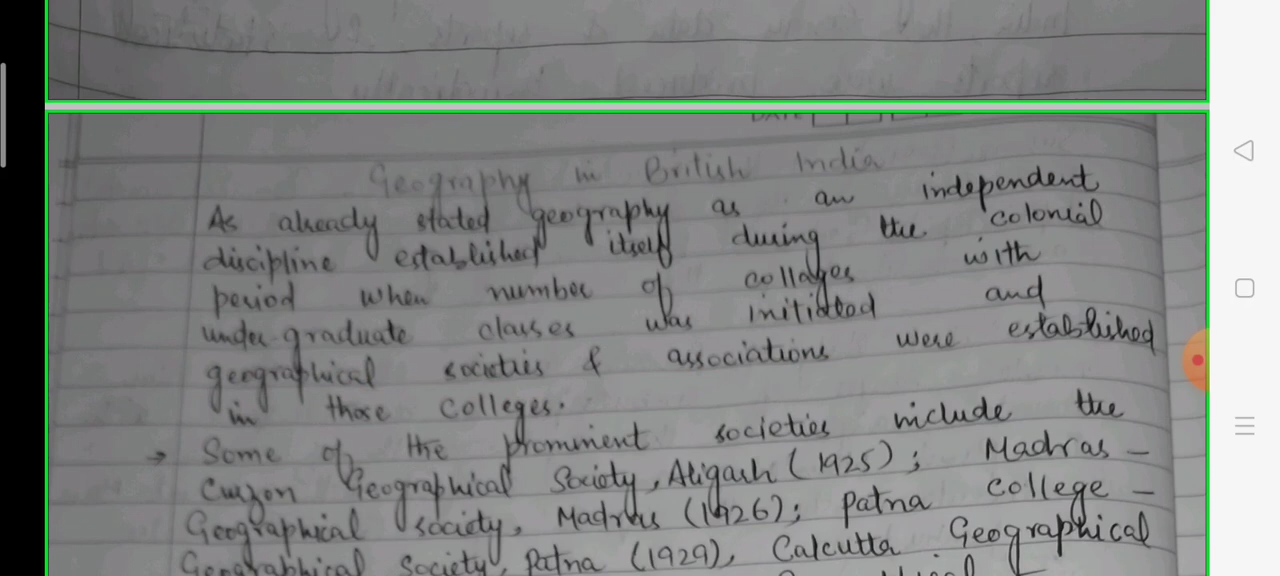 Geography in British India
As already stated geography as an independent
discipline established itself during the colonial
period when number of collages with
under-graduate classes was initiated and
geographical societies & associations were established
in those colleges.
→ Some of the prominent societies include the
Curzon Geographical Society, Aligarh (1925); Madras -
Geographical society, Madras (1926); Patna college -
Geographical Society, Patna (1929), Calcutta Geographical